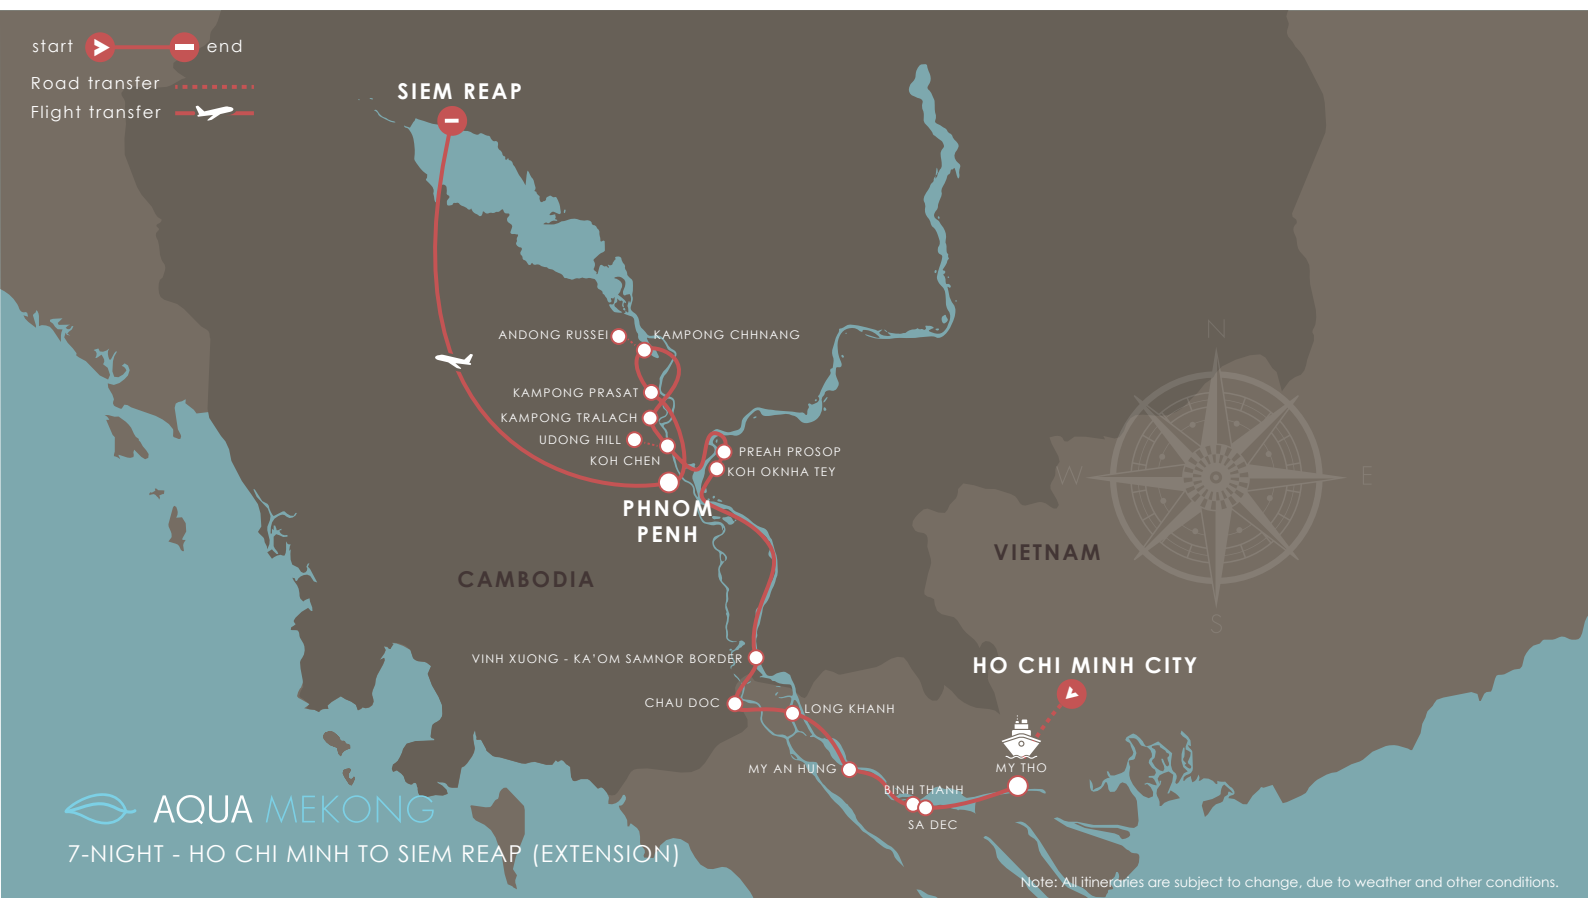 start
end
Road transfer
Flight transfer
SIEM REAP
ANDONG RUSSEI
KAMPONG CHHNANG
KAMPONG PRASAT
KAMPONG TRALACH
UDONG HILL
KOH CHEN
PREAH PROSOP
KOH OKNHA TEY
PHNOM
PENH
N
W
E
S
VIETNAM
CAMBODIA
VINH XUONG - KA'OM SAMNOR BORDER
HO CHI MINH CITY
CHAU DOC
LONG KHANH
MY AN HUNG
MY THO
BINH THANH
SA DEC
AQUA MEKONG
7-NIGHT - HO CHI MINH TO SIEM REAP (EXTENSION)
Note: All itineraries are subject to change, due to weather and other conditions.